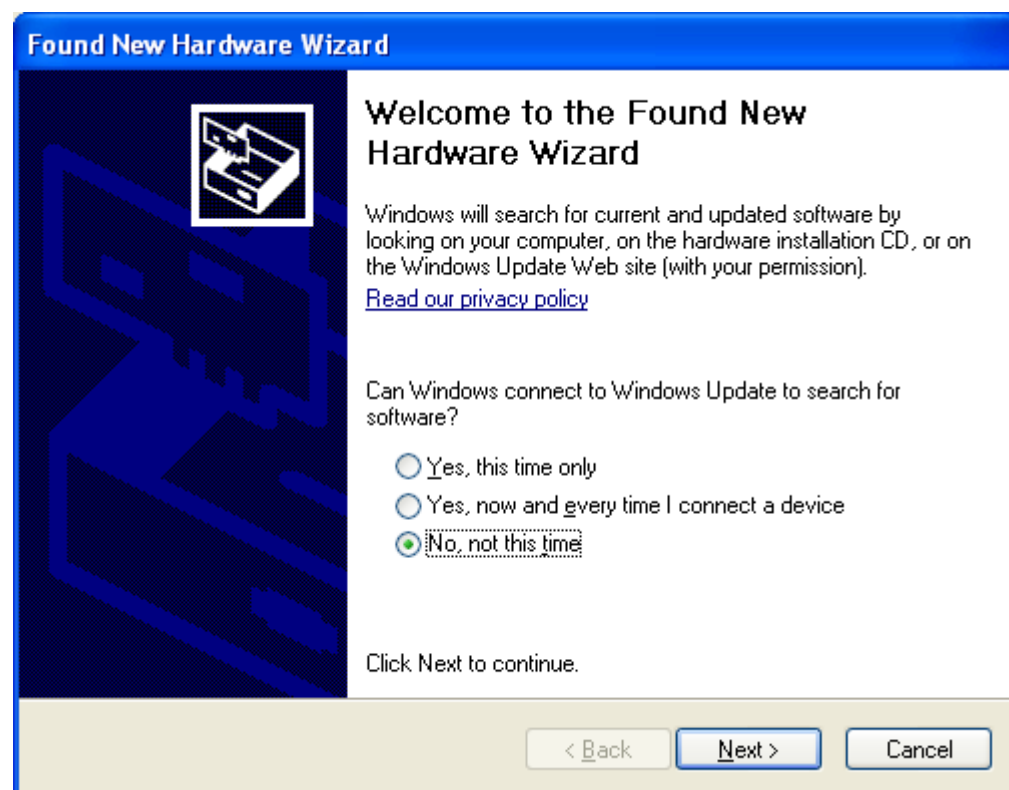 Found New Hardware Wizard
Welcome to the Found New
Hardware Wizard
Windows will search for current and updated software by
looking on your computer, on the hardware installation CD, or on
the Windows Update Web site (with your permission).
Read our privacy policy
Can Windows connect to Windows Update to search for
software?
Yes, this time only
Yes, now and every time I connect a device
No, not this time
Click Next to continue.
< Back Next > Cancel